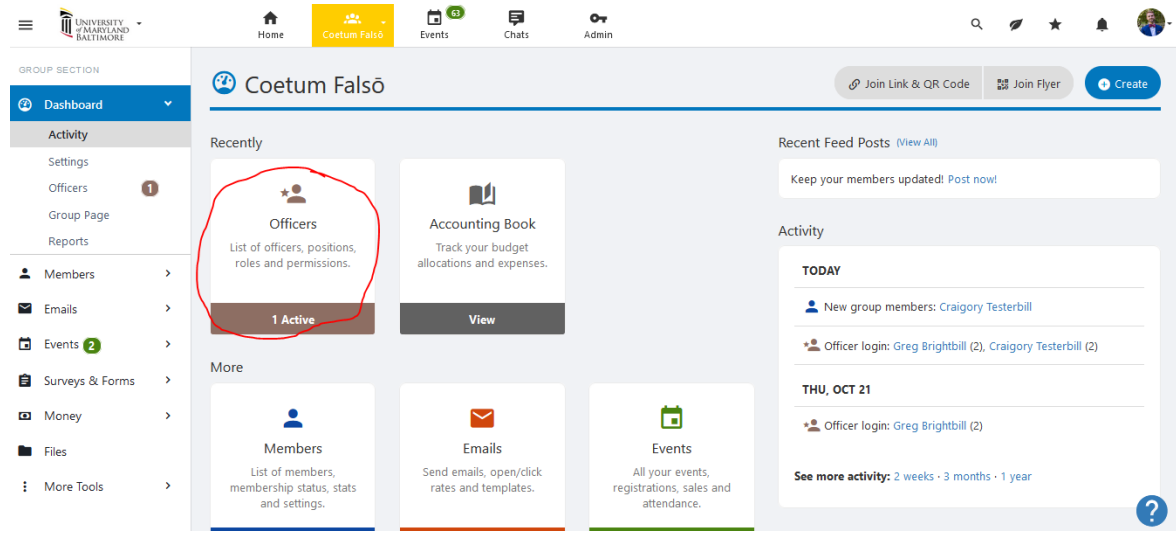 UNIVERSITY
of MARYLAND
BALTIMORE
Home
Coetum Falsō
Events
63
Chats
Admin
GROUP SECTION
Dashboard
Activity
Settings
Officers 1
Group Page
Reports
Members
Emails
Events 2
Surveys & Forms
Money
Files
More Tools
Coetum Falsō
Join Link & QR Code
Join Flyer
Create
Recently
Officers
List of officers, positions,
roles and permissions.
1 Active
Accounting Book
Track your budget
allocations and expenses.
View
More
Members
List of members,
membership status, stats
and settings.
Emails
Send emails, open/click
rates and templates.
Events
All your events,
registrations, sales and
attendance.
Recent Feed Posts (View All)
Keep your members updated! Post now!
Activity
TODAY
New group members: Craigory Testerbill
Officer login: Greg Brightbill (2), Craigory Testerbill (2)
THU, OCT 21
Officer login: Greg Brightbill (2)
See more activity: 2 weeks · 3 months · 1 year
?